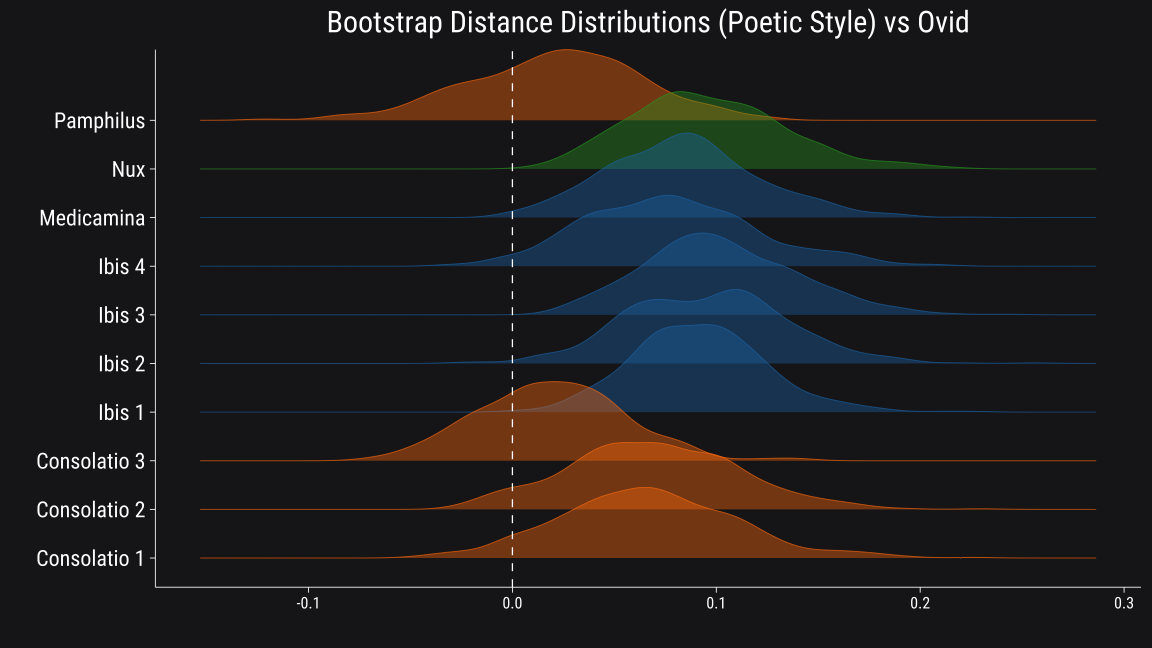 Bootstrap Distance Distributions (Poetic Style) vs Ovid
Pamphilus
Nux
Medicamina
Ibis 4
Ibis 3
Ibis 2
Ibis 1
Consolatio 3
Consolatio 2
Consolatio 1
-0.1 0.0 0.1 0.2 0.3